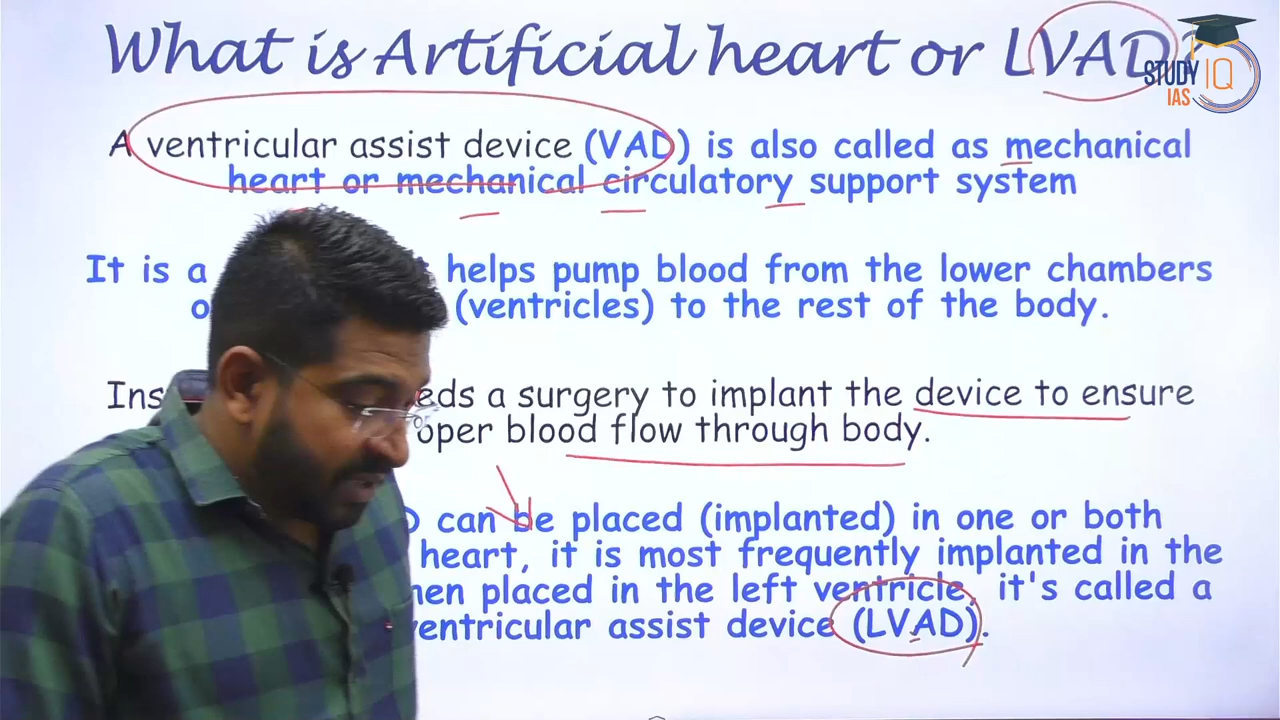 What is Artificial heart or LVAD?
STUDY IQ
IAS
A ventricular assist device (VAD) is also called as mechanical
heart or mechanical circulatory support system
It is a helps pump blood from the lower chambers
(ventricles) to the rest of the body.
a surgery to implant the device to ensure
blood flow through body.
can be placed (implanted) in one or both
heart, it is most frequently implanted in the
placed in the left ventricle, it's called a
ventricular assist device (LVAD).